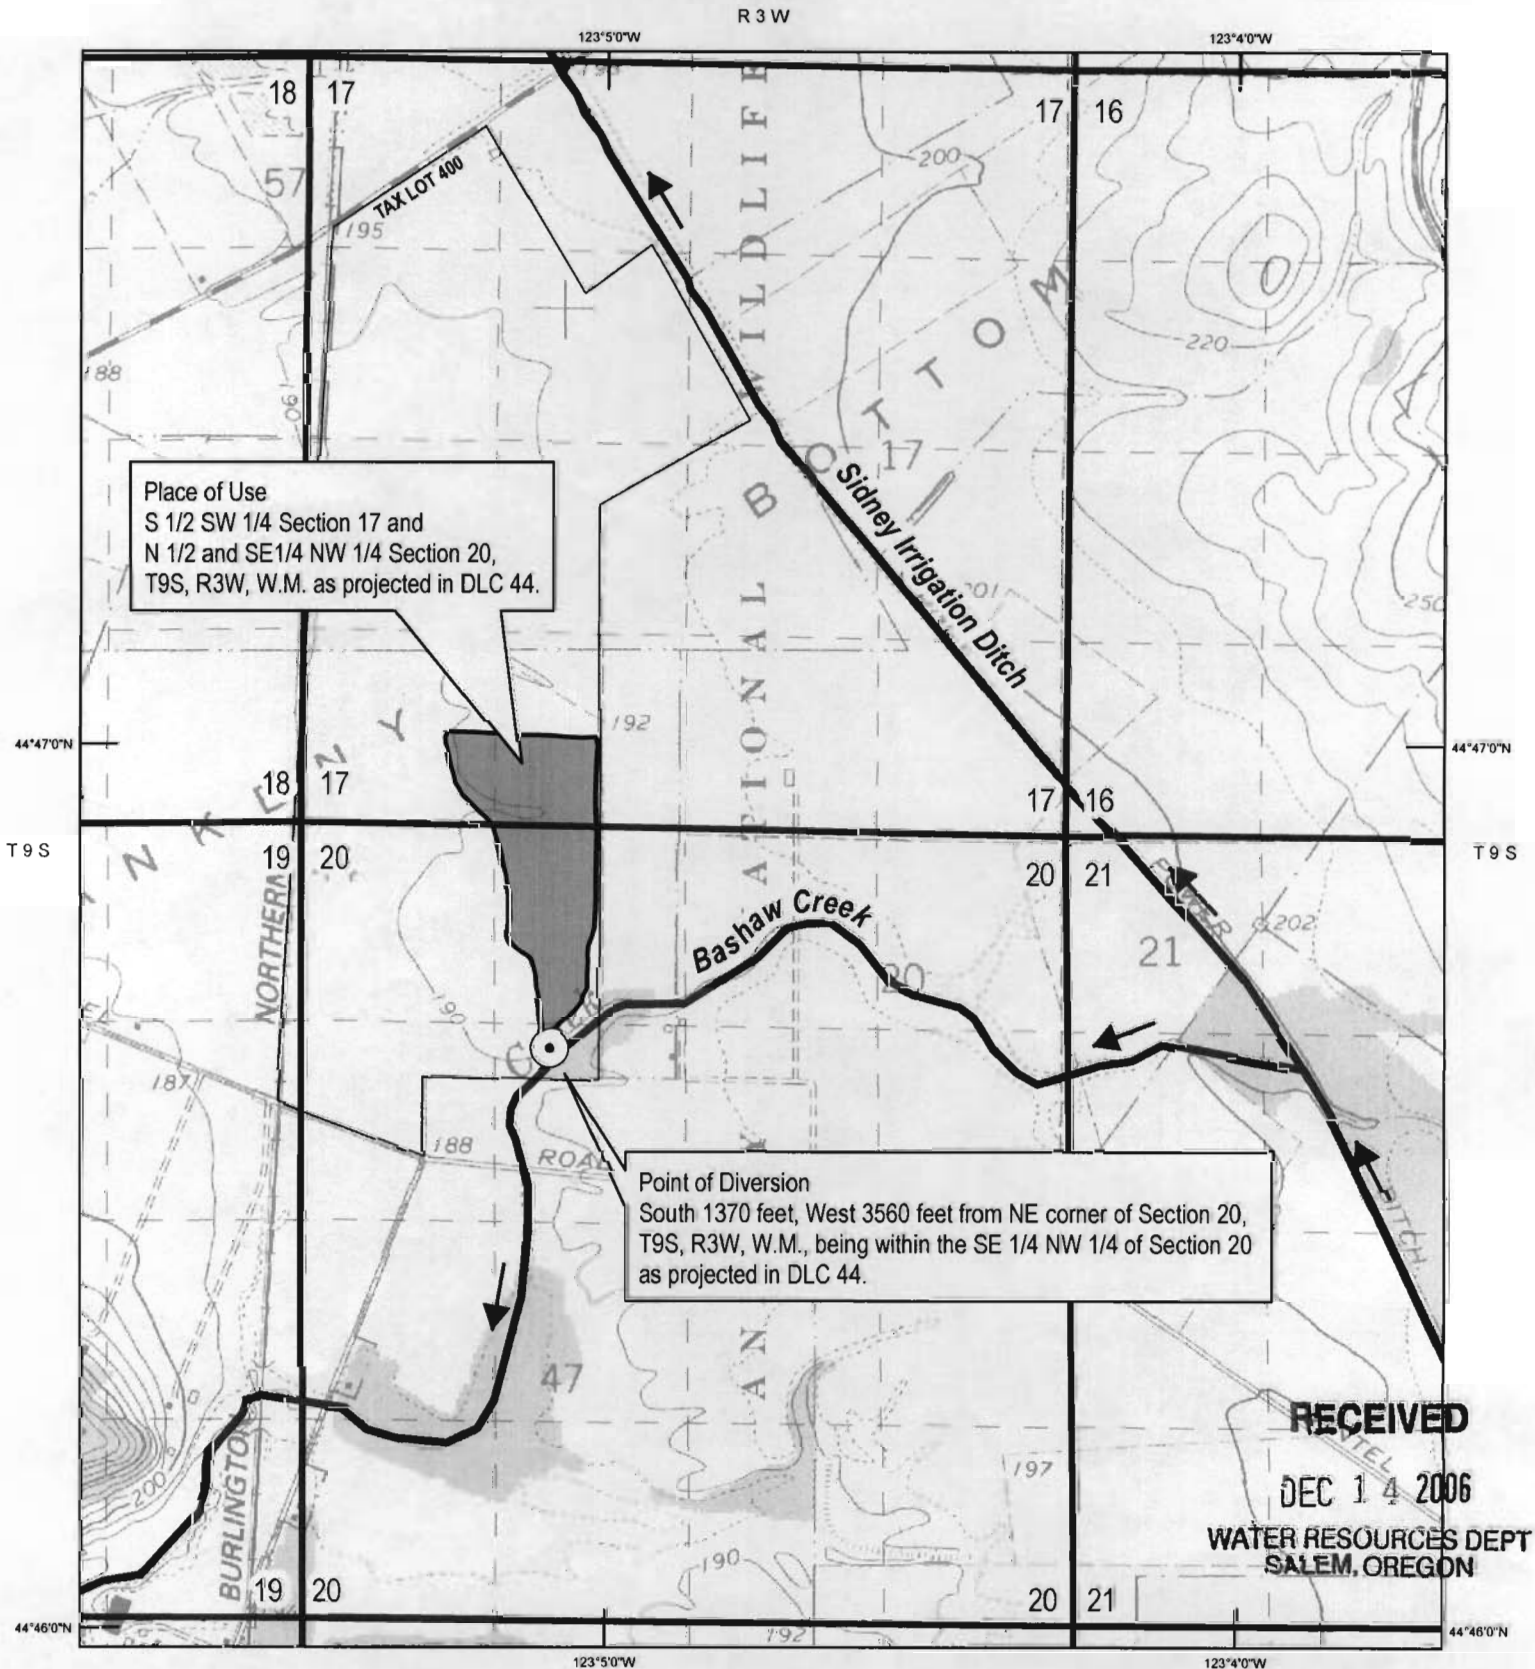 R 3 W
123°5'0"W
123°4'0"W
18 17
17 16
57
TAX LOT 400
195
200
WILDLIFE
188
190
220
BOTTOM
17
Place of Use
S 1/2 SW 1/4 Section 17 and
N 1/2 and SE1/4 NW 1/4 Section 20,
T9S, R3W, W.M. as projected in DLC 44.
Sidney Irrigation Ditch
201
250
192
NATIONAL
44°47'0"N
44°47'0"N
18 17
17 16
ANKENY
T 9 S
T 9 S
19 20
20 21
NORTHERN
Bashaw Creek
POWER
202
21
20
190
187
188
ROAD
DITCH
Point of Diversion
South 1370 feet, West 3560 feet from NE corner of Section 20,
T9S, R3W, W.M., being within the SE 1/4 NW 1/4 of Section 20
as projected in DLC 44.
47
AN
RECEIVED
197
200
DEC 14 2006
BURLINGTON
WATER RESOURCES DEPT
SALEM, OREGON
190
19 20
20 21
44°46'0"N
44°46'0"N
192
123°5'0"W
123°4'0"W